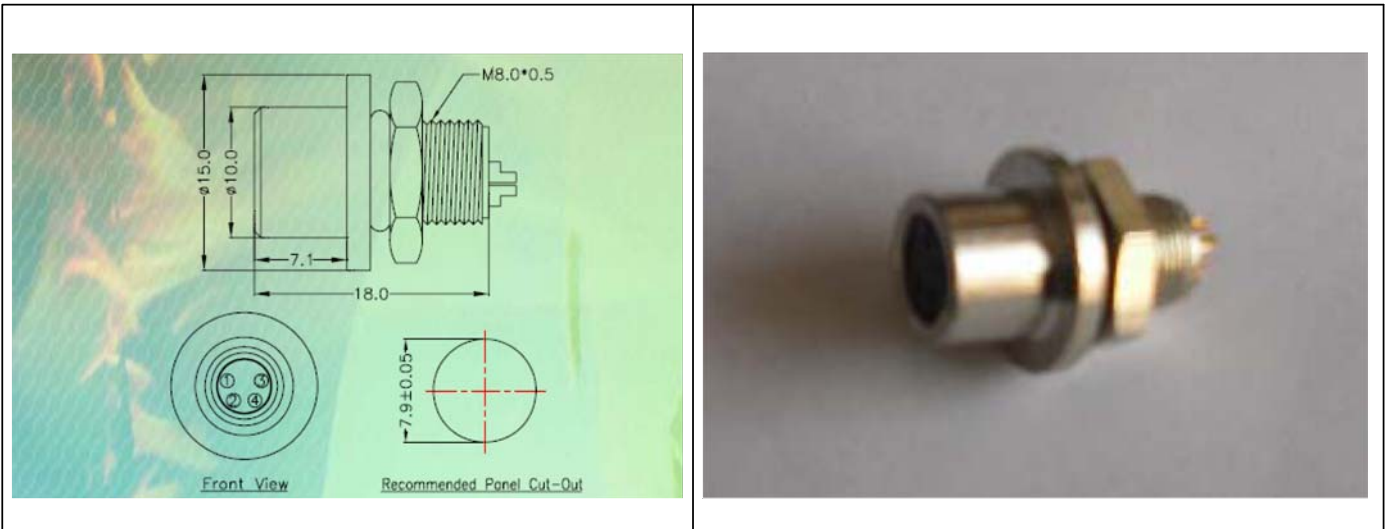 M8.0*0.5
ø15.0
ø10.0
7.1
18.0
① ③
② ④
7.9±0.05
Front View
Recommended Panel Cut-Out